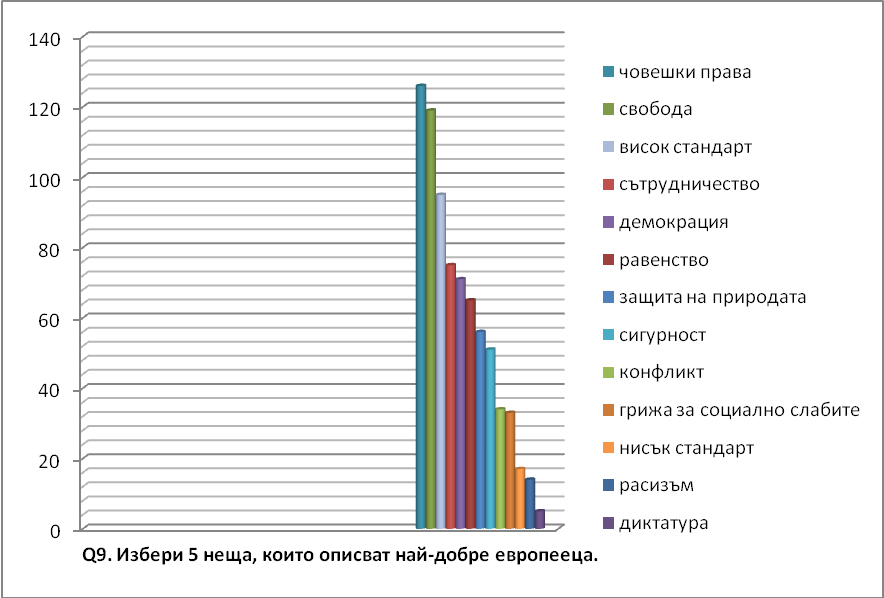 140
120
100
80
60
40
20
0
човешки права
свобода
висок стандарт
сътрудничество
демокрация
равенство
защита на природата
сигурност
конфликт
грижа за социално слабите
нисък стандарт
расизъм
диктатура
Q9. Избери 5 неща, които описват най-добре европееца.